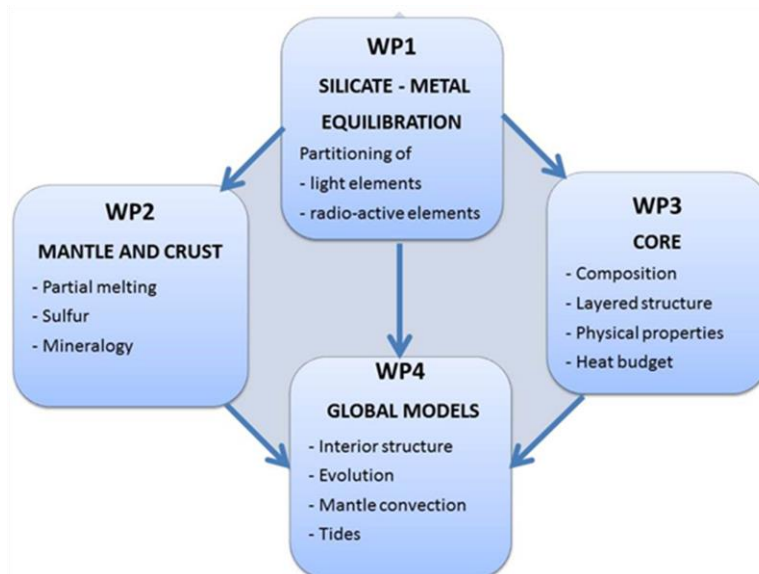 WP1
SILICATE - METAL
EQUILIBRATION
Partitioning of
- light elements
- radio-active elements
WP2
MANTLE AND CRUST
- Partial melting
- Sulfur
- Mineralogy
WP3
CORE
- Composition
- Layered structure
- Physical properties
- Heat budget
WP4
GLOBAL MODELS
- Interior structure
- Evolution
- Mantle convection
- Tides